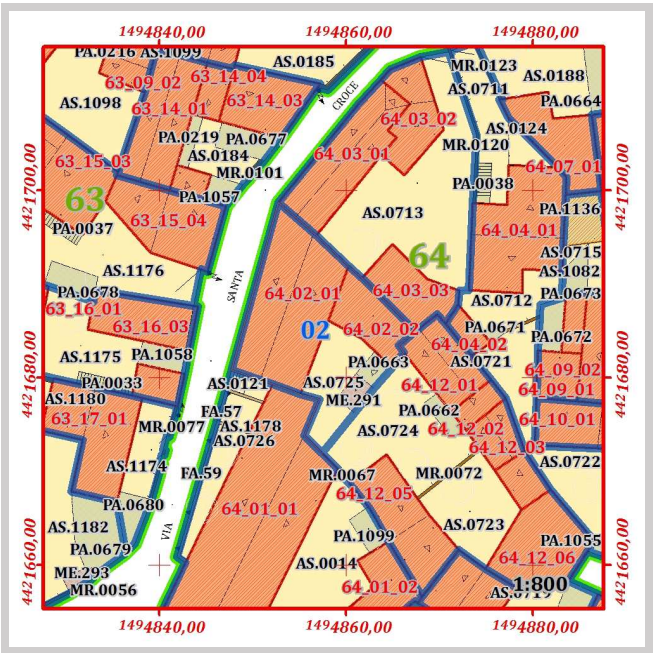 1494840,00 1494860,00 1494880,00
PA.0216 AS.1099
AS.0185
MR.0123
63_09_02 63_14_04
AS.0188
AS.0711
AS.1098
63_14_01
63_14_03
CROCE
PA.0664
64_03_02
AS.0124
PA.0219 PA.0677
MR.0120
AS.0184
64_03_01
63_15_03
64_07_01
MR.0101
4421700,00
4421700,00
PA.0038
PA.1057
63
AS.0713
PA.1136
63_15_04
PA.0037
64_04_01
64
AS.0715
AS.1176
AS.1082
SANTA
PA.0678
64_02_01
64_03_03
PA.0673
AS.0712
63_16_01
63_16_03
02
64_02_02
PA.0671
PA.0672
64_04_02
AS.1175
PA.1058
PA.0663
AS.0721
64_09_02
4421680,00
4421680,00
PA.0033
AS.0121
AS.0725
64_12_01
64_09_01
AS.1180
ME.291
FA.57
PA.0662
63_17_01
MR.0077
AS.1178
AS.0724
64_12_02
64_10_01
AS.0726
64_12_03
AS.1174
FA.59
MR.0067
MR.0072
AS.0722
64_12_05
PA.0680
64_01_01
AS.1182
VIA
PA.1099
AS.0723
PA.1055
PA.0679
64_12_06
AS.0014
4421660,00
4421660,00
ME.293
64_01_02
1:800
MR.0056
AS.0719
1494840,00 1494860,00 1494880,00